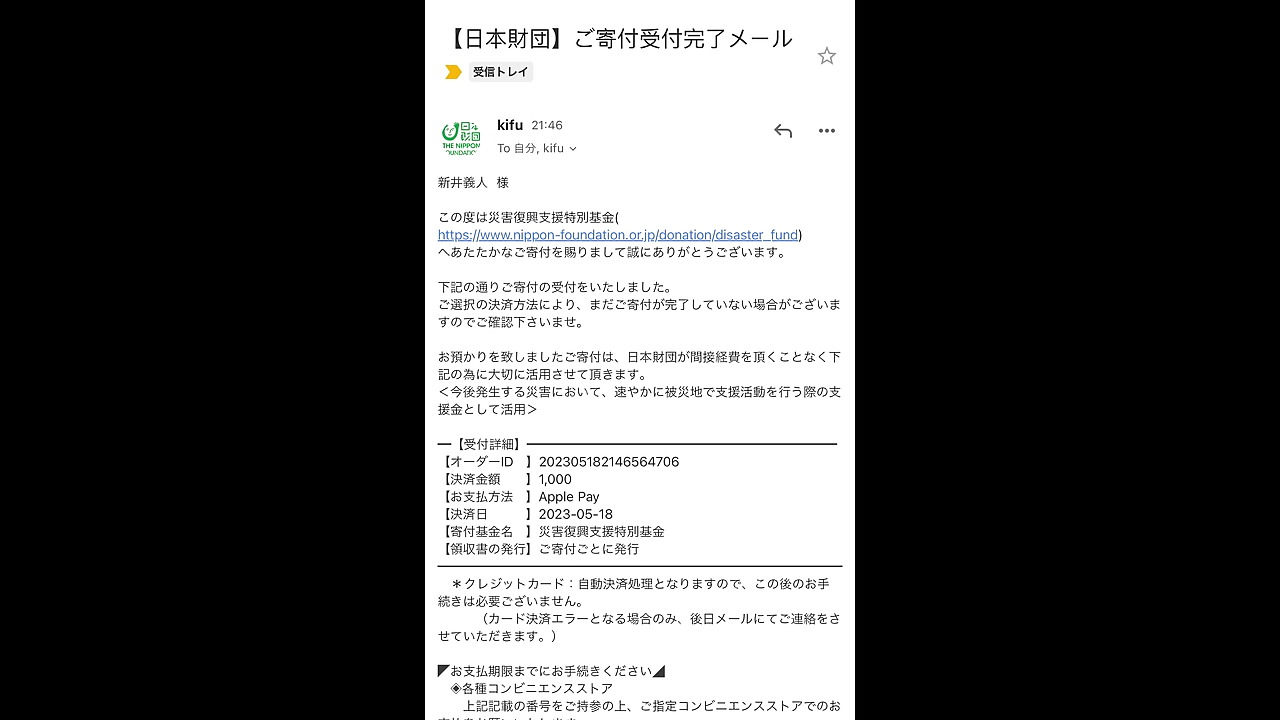 【日本財団】ご寄付受付完了メール
受信トレイ
日本財団
THE NIPPON
kifu 21:46
To 自分, kifu
新井義人 様
この度は災害復興支援特別基金(
https://www.nippon-foundation.or.jp/donation/disaster_fund)
へあたたかなご寄付を賜りまして誠にありがとうございます。
下記の通りご寄付の受付をいたしました。
ご選択の決済方法により、まだご寄付が完了していない場合がございま
すのでご確認下さいませ。
お預かりを致しましたご寄付は、日本財団が間接経費を頂くことなく下
記の為に大切に活用させて頂きます。
＜今後発生する災害において、速やかに被災地で支援活動を行う際の支
援金として活用＞
━【受付詳細】━━━━━━━━━━━━━━━━━━━━
【オーダーID　】202305182146564706
【決済金額　　】1,000
【お支払方法　】Apple Pay
【決済日　　　】2023-05-18
【寄付基金名　】災害復興支援特別基金
【領収書の発行】ご寄付ごとに発行
＊クレジットカード：自動決済処理となりますので、この後のお手
続きは必要ございません。
（カード決済エラーとなる場合のみ、後日メールにてご連絡をさ
せていただきます。）
◤お支払期限までにお手続きください◢
◈各種コンビニエンスストア
上記記載の番号をご持参の上、ご指定コンビニエンスストアでのお